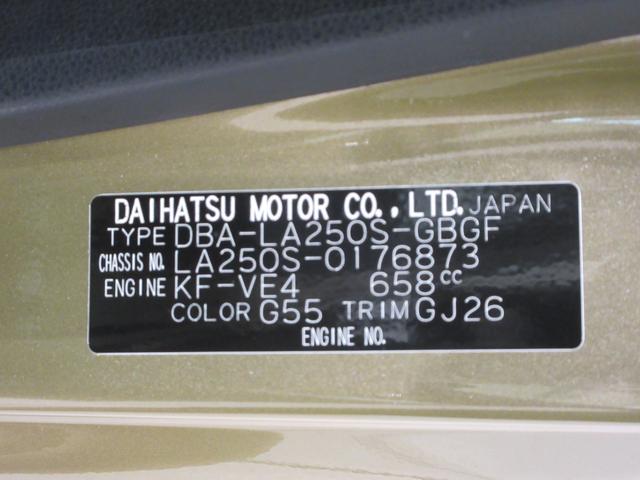 DAIHATSU MOTOR CO., LTD. JAPAN
TYPE DBA-LA250S-GBGF
CHASSIS NO. LA250S-0176873
ENGINE KF-VE4 658cc
COLOR G55 TRIM GJ26
ENGINE NO.